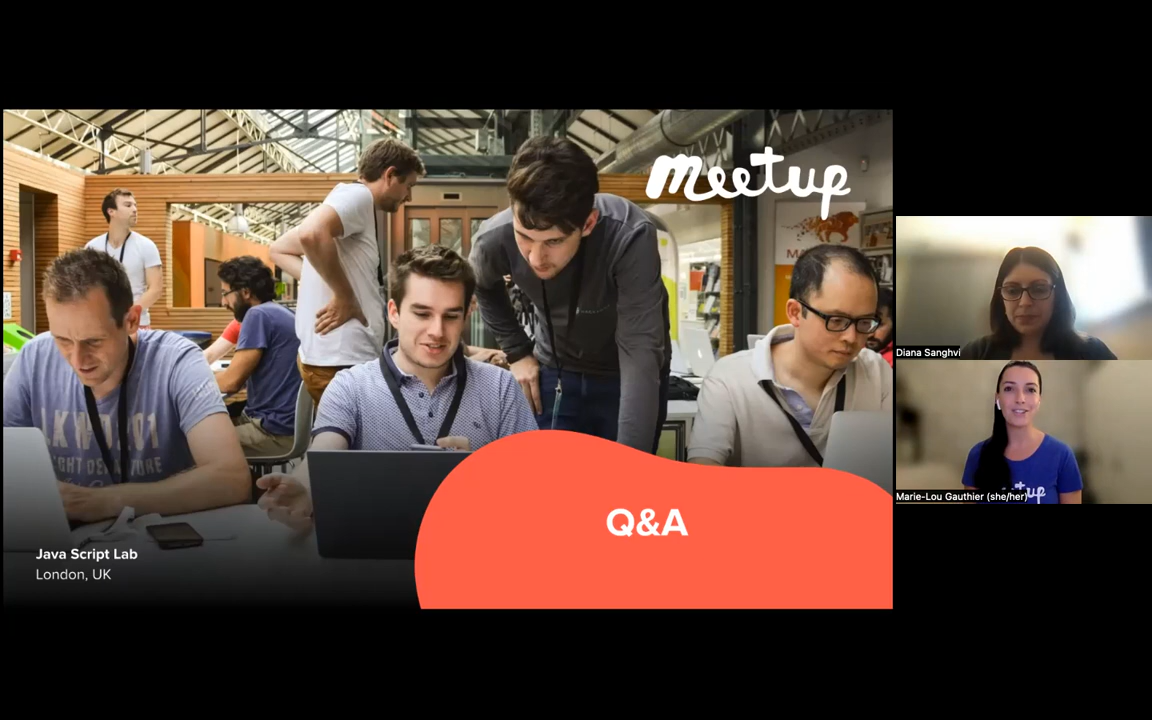 meetup
Q&A
Java Script Lab
London, UK
Diana Sanghvi
Marie-Lou Gauthier (she/her)